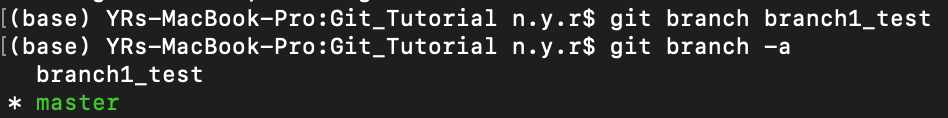 [(base) YRs-MacBook-Pro:Git_Tutorial n.y.r$ git branch branch1_test
[(base) YRs-MacBook-Pro:Git_Tutorial n.y.r$ git branch -a
  branch1_test
* master